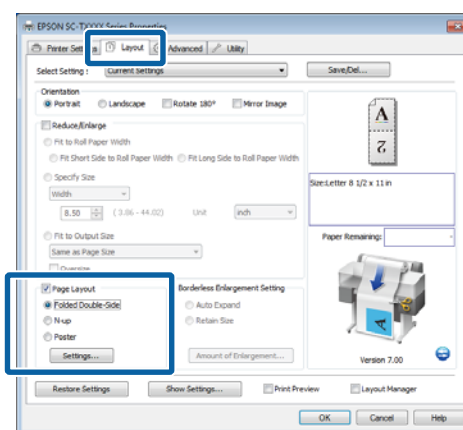 EPSON SC-TXXXX Series Properties
Printer Settings Layout Advanced Utility
Select Setting : Current Settings Save/Del...
Orientation
Portrait Landscape Rotate 180° Mirror Image
Reduce/Enlarge
Fit to Roll Paper Width
Fit Short Side to Roll Paper Width Fit Long Side to Roll Paper Width
Specify Size
Width
8.50 ( 3.86 - 44.02) Unit inch
Fit to Output Size
Same as Page Size
Oversize
A
2
Size:Letter 8 1/2 x 11 in
Paper Remaining:
Page Layout
Folded Double-Side
N-up
Poster
Settings...
Borderless Enlargement Setting
Auto Expand
Retain Size
Amount of Enlargement...
A
Version 7.00
Restore Settings Show Settings... Print Preview Layout Manager
OK Cancel Help